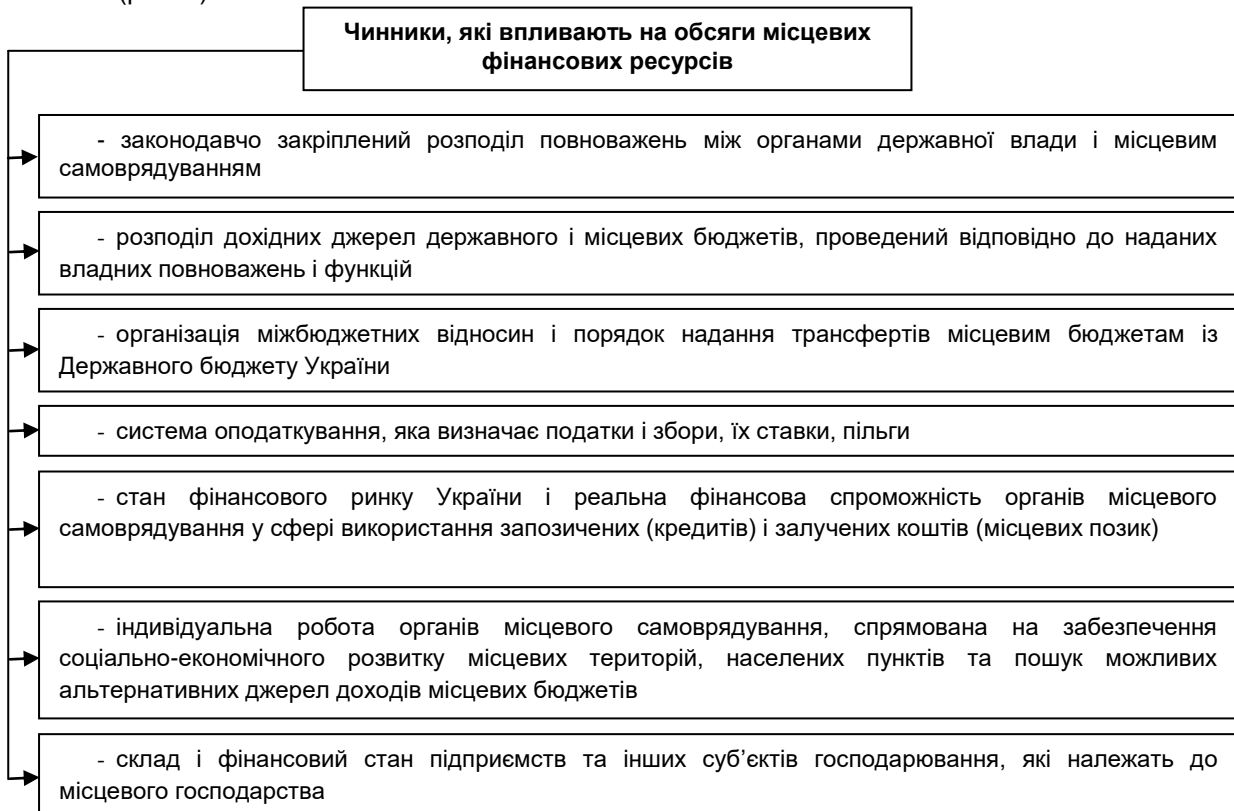 Чинники, які впливають на обсяги місцевих
фінансових ресурсів
- законодавчо закріплений розподіл повноважень між органами державної влади і місцевим
самоврядуванням
- розподіл дохідних джерел державного і місцевих бюджетів, проведений відповідно до наданих
владних повноважень і функцій
- організація міжбюджетних відносин і порядок надання трансфертів місцевим бюджетам із
Державного бюджету України
- система оподаткування, яка визначає податки і збори, їх ставки, пільги
- стан фінансового ринку України і реальна фінансова спроможність органів місцевого
самоврядування у сфері використання запозичених (кредитів) і залучених коштів (місцевих позик)
- індивідуальна робота органів місцевого самоврядування, спрямована на забезпечення
соціально-економічного розвитку місцевих територій, населених пунктів та пошук можливих
альтернативних джерел доходів місцевих бюджетів
- склад і фінансовий стан підприємств та інших суб’єктів господарювання, які належать до
місцевого господарства